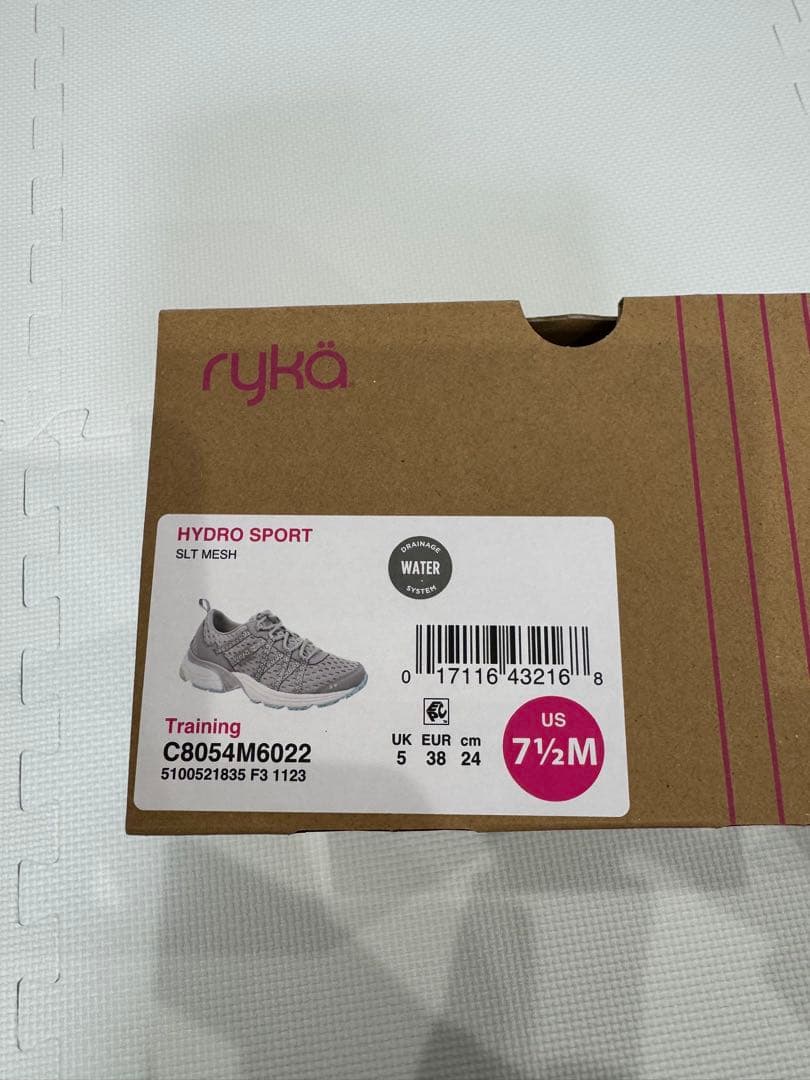 rykä
HYDRO SPORT
SLT MESH
DRAINAGE
WATER
SYSTEM
0 17116 43216 8
Training
C8054M6022
5100521835 F3 1123
UK EUR cm
5 38 24
US
7½M